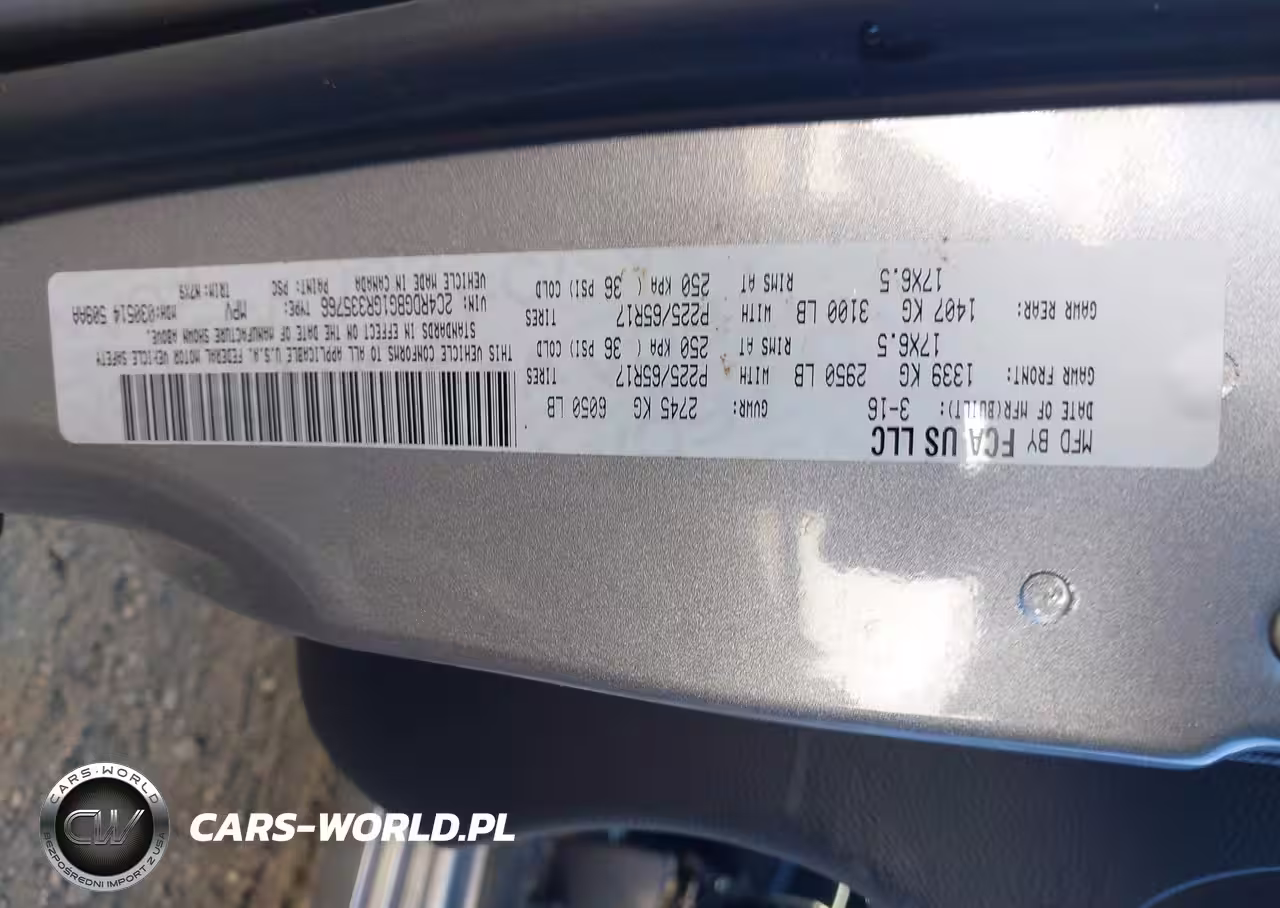 MFD BY FCA US LLC
DATE OF MFR(BUILT): 3-16 GVWR: 2745 KG 6050 LB
GAWR FRONT: 1339 KG 2950 LB WITH P225/65R17 TIRES
17X6.5 RIMS AT 250 KPA ( 36 PSI) COLD
GAWR REAR: 1407 KG 3100 LB WITH P225/65R17 TIRES
17X6.5 RIMS AT 250 KPA ( 36 PSI) COLD
THIS VEHICLE CONFORMS TO ALL APPLICABLE U.S.A. FEDERAL MOTOR VEHICLE SAFETY
STANDARDS IN EFFECT ON THE DATE OF MANUFACTURE SHOWN ABOVE.
VIN: 2C4RDGBG1GR335766 TYPE: MPV MDH:030514 506AA
VEHICLE MADE IN CANADA PAINT: PSC TRIM: M7X9
CARS-WORLD
CW
BEZPOŚREDNI IMPORT Z USA
CARS-WORLD.PL